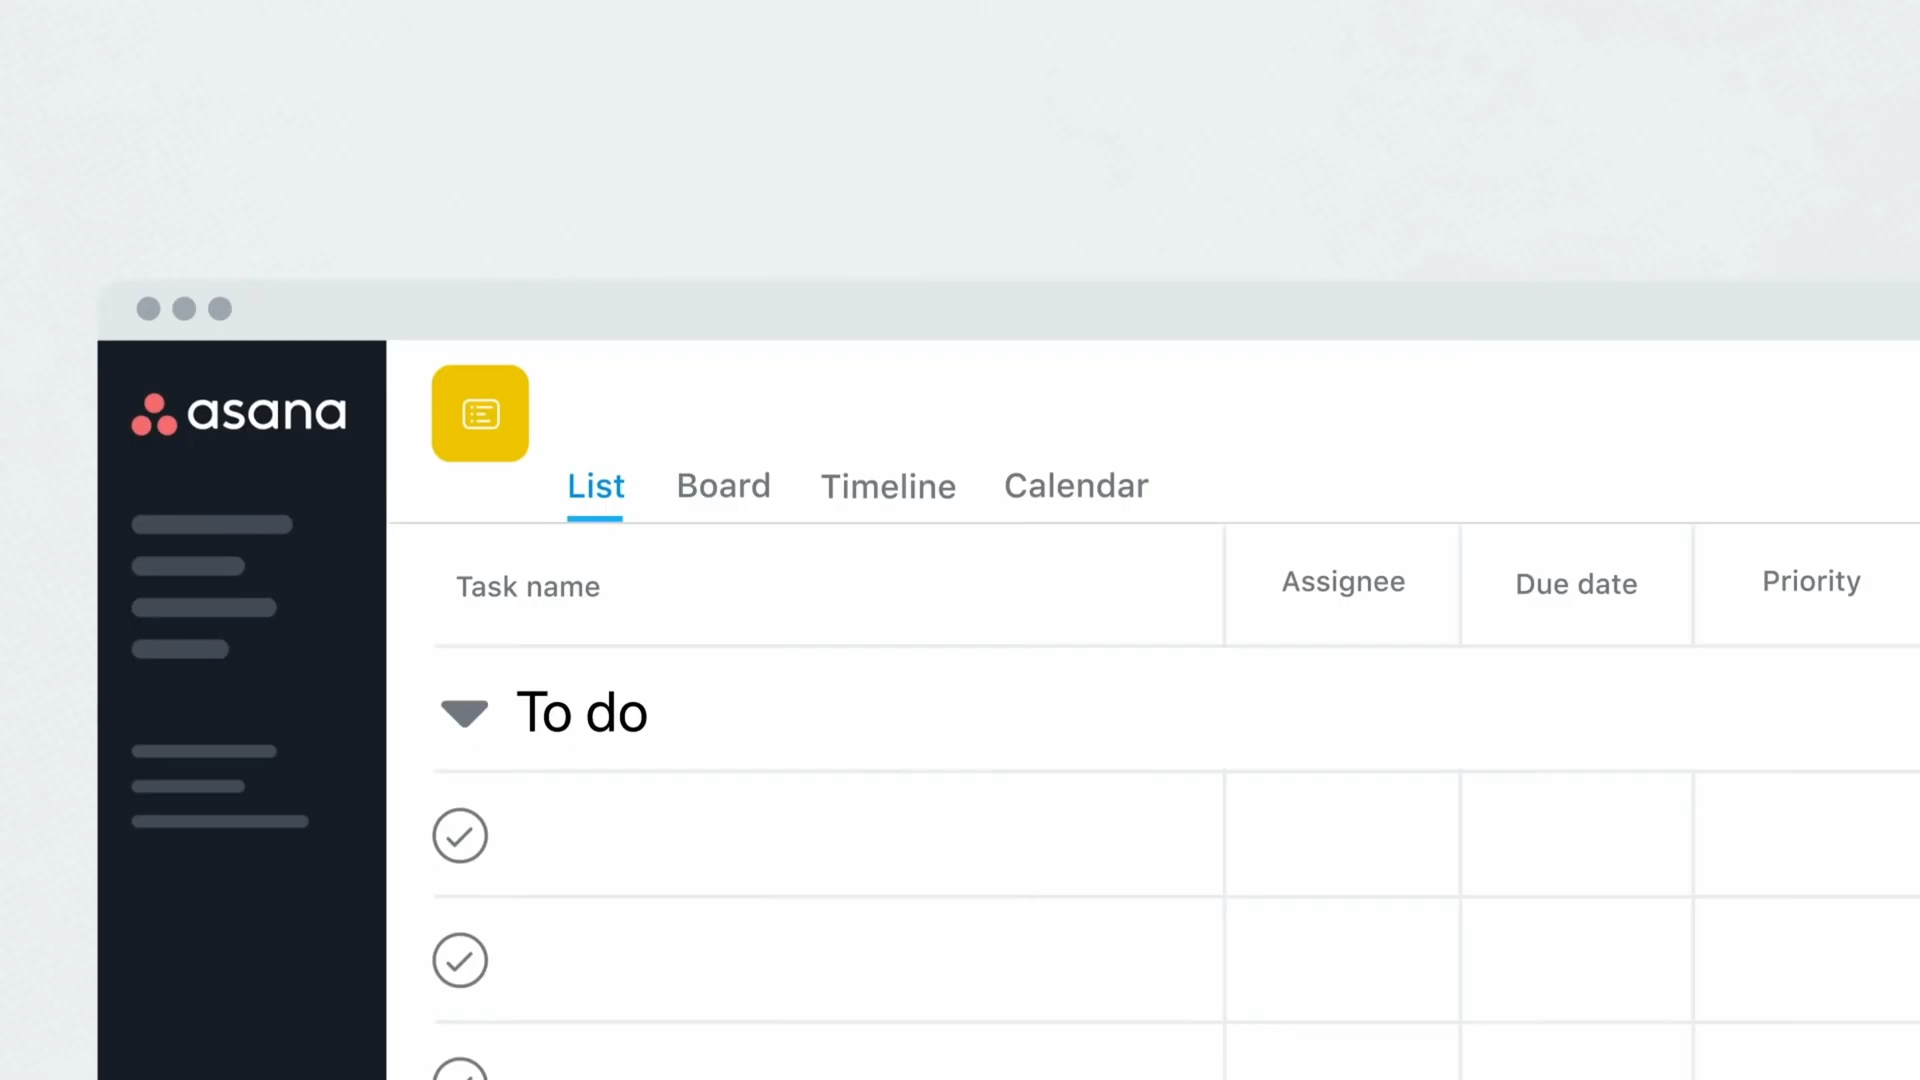 asana
List Board Timeline Calendar
Task name Assignee Due date Priority
To do